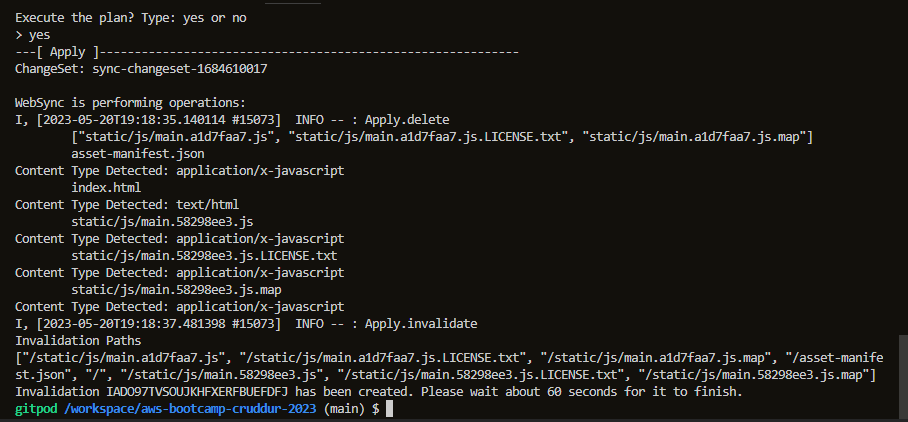 Execute the plan? Type: yes or no
> yes
---[ Apply ]------------------------------------------------------------
ChangeSet: sync-changeset-1684610017
WebSync is performing operations:
I, [2023-05-20T19:18:35.140114 #15073]  INFO -- : Apply.delete
["static/js/main.a1d7faa7.js", "static/js/main.a1d7faa7.js.LICENSE.txt", "static/js/main.a1d7faa7.js.map"]
asset-manifest.json
Content Type Detected: application/x-javascript
index.html
Content Type Detected: text/html
static/js/main.58298ee3.js
Content Type Detected: application/x-javascript
static/js/main.58298ee3.js.LICENSE.txt
Content Type Detected: application/x-javascript
static/js/main.58298ee3.js.map
Content Type Detected: application/x-javascript
I, [2023-05-20T19:18:37.481398 #15073]  INFO -- : Apply.invalidate
Invalidation Paths
["/static/js/main.a1d7faa7.js", "/static/js/main.a1d7faa7.js.LICENSE.txt", "/static/js/main.a1d7faa7.js.map", "/asset-manife
st.json", "/", "/static/js/main.58298ee3.js", "/static/js/main.58298ee3.js.LICENSE.txt", "/static/js/main.58298ee3.js.map"]
Invalidation IADO97TVSOUJKHFXERFBUEFDFJ has been created. Please wait about 60 seconds for it to finish.
gitpod /workspace/aws-bootcamp-cruddur-2023 (main) $